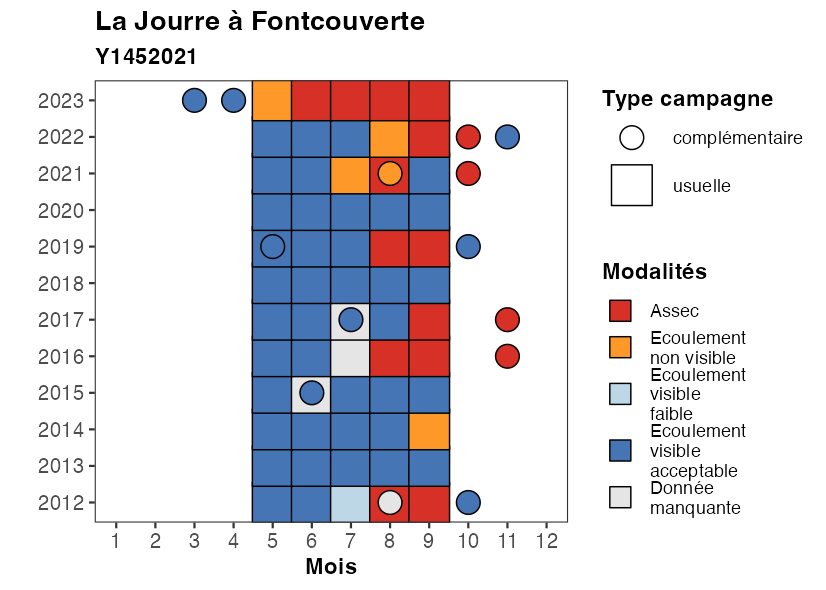 La Jourre à Fontcouverte
Y1452021
2023
2022
2021
2020
2019
2018
2017
2016
2015
2014
2013
2012
1 2 3 4 5 6 7 8 9 10 11 12
Mois
Type campagne
complémentaire
usuelle
Modalités
Assec
Ecoulement
non visible
Ecoulement
visible
faible
Ecoulement
visible
acceptable
Donnée
manquante